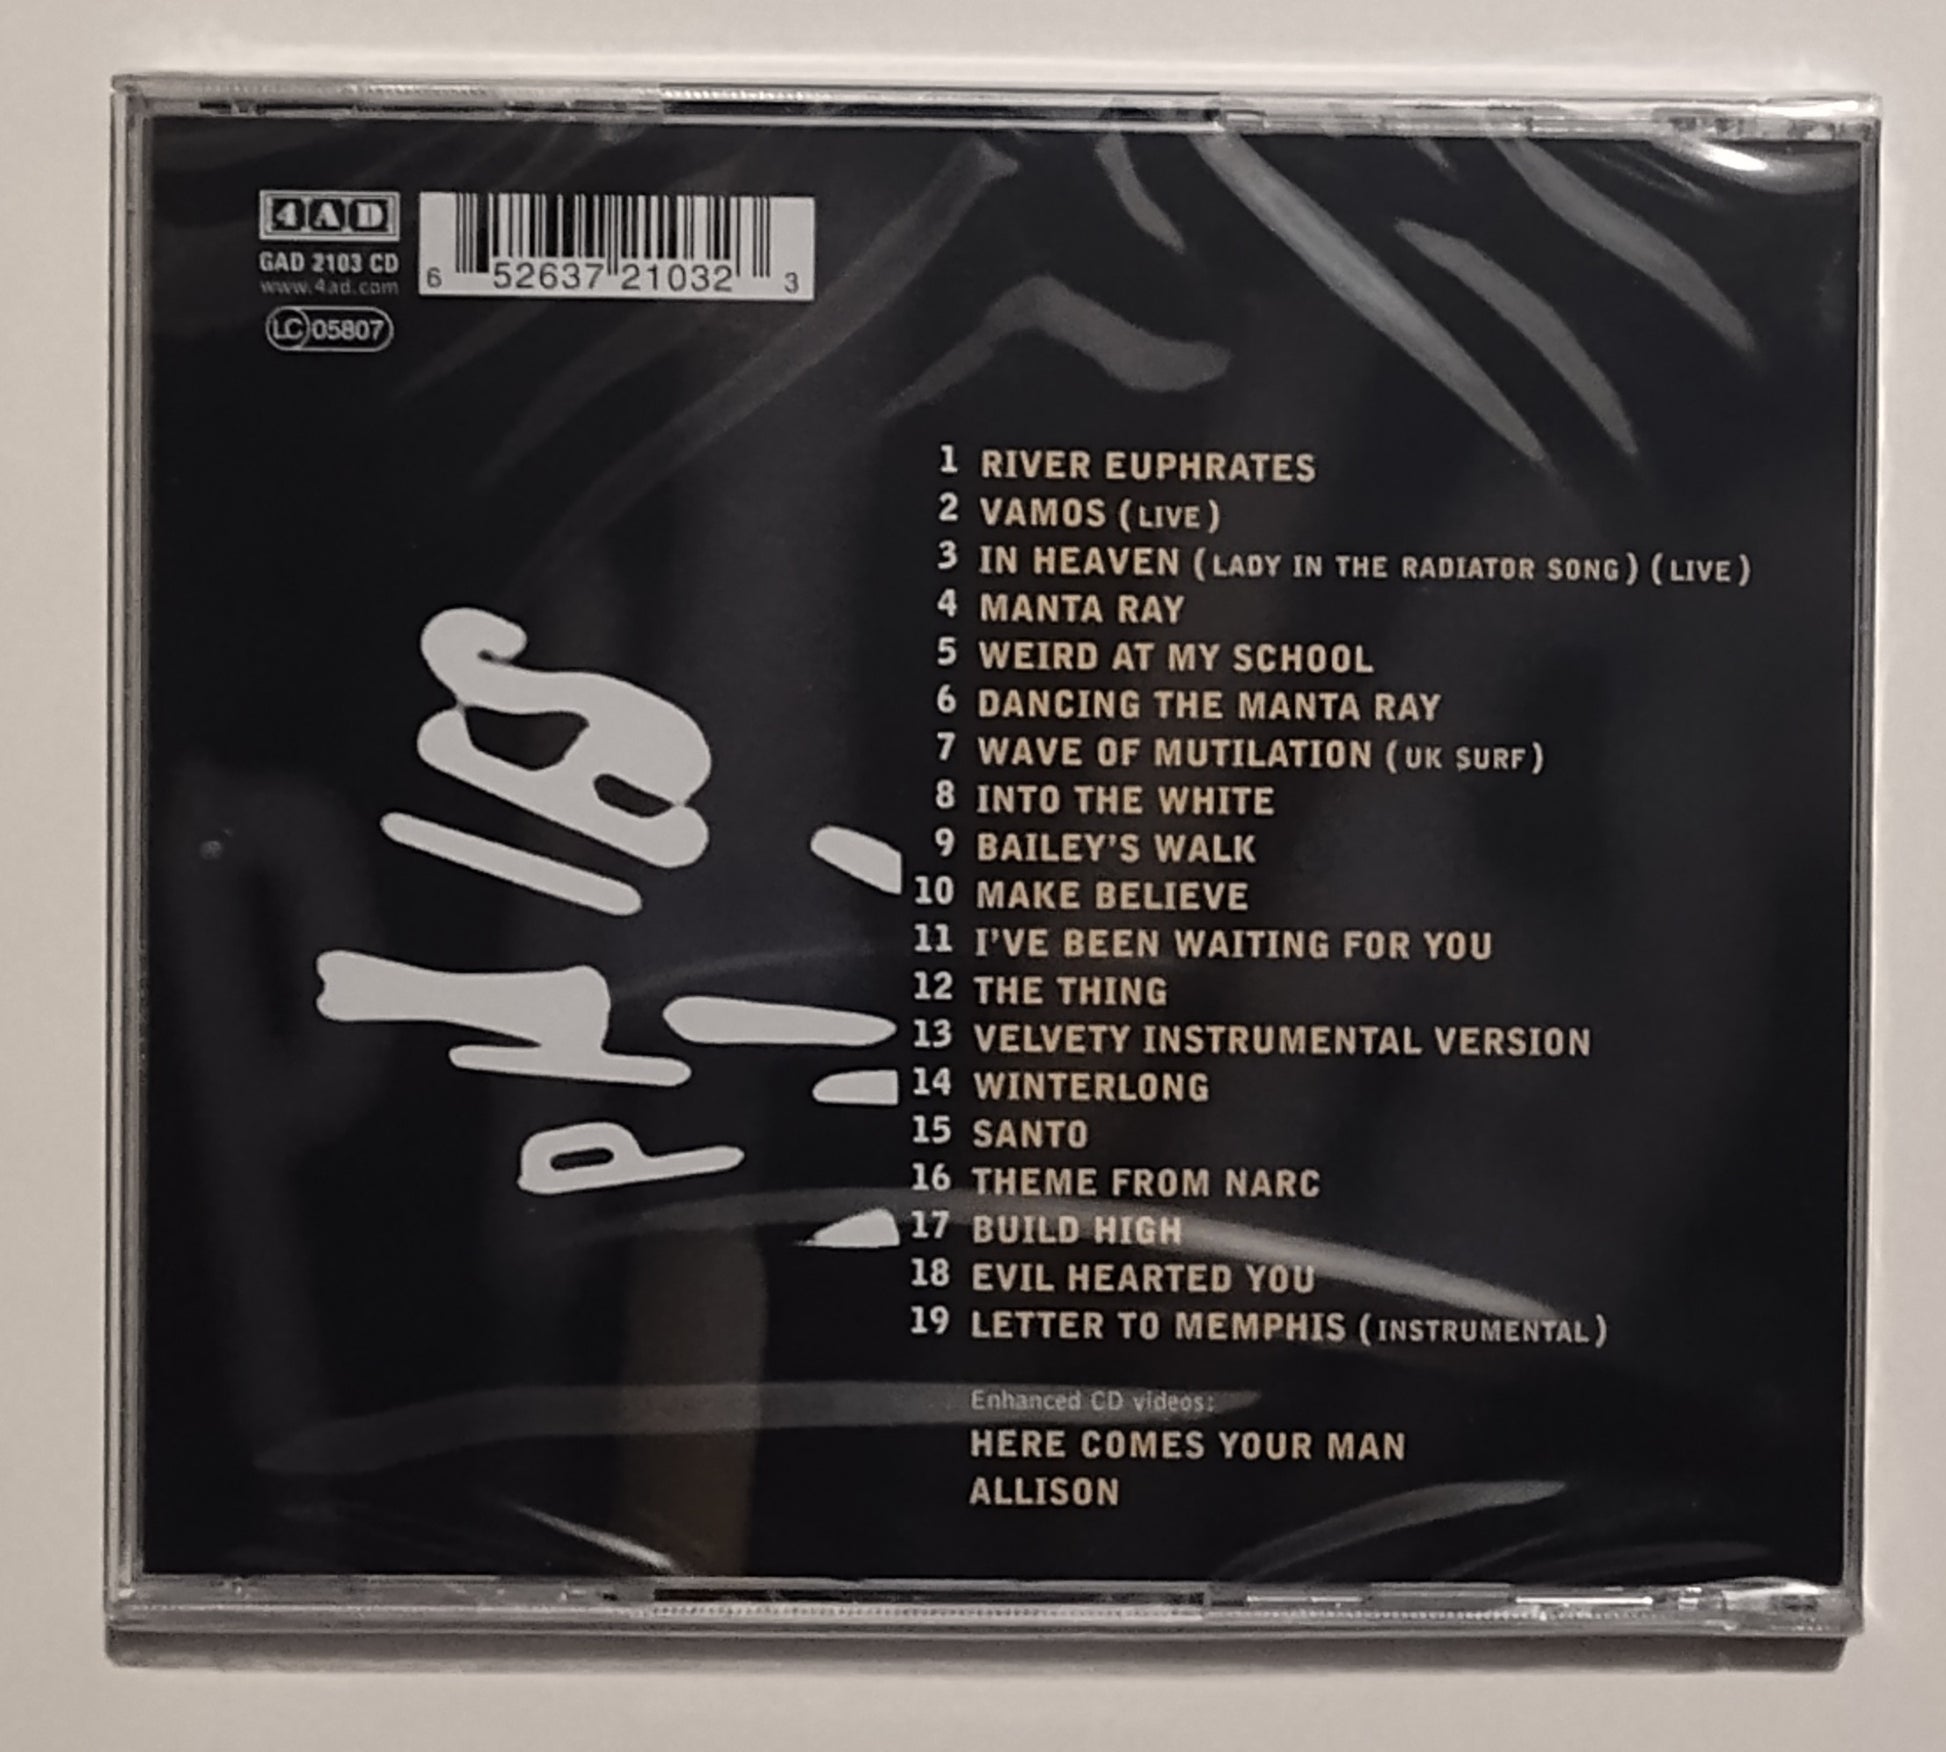 4AD
GAD 2103 CD
www.4ad.com
LC 05807
6 52637 21032 3
1 RIVER EUPHRATES
2 VAMOS (LIVE)
3 IN HEAVEN (LADY IN THE RADIATOR SONG) (LIVE)
4 MANTA RAY
5 WEIRD AT MY SCHOOL
6 DANCING THE MANTA RAY
7 WAVE OF MUTILATION (UK SURF)
8 INTO THE WHITE
9 BAILEY'S WALK
10 MAKE BELIEVE
11 I'VE BEEN WAITING FOR YOU
12 THE THING
13 VELVETY INSTRUMENTAL VERSION
14 WINTERLONG
15 SANTO
16 THEME FROM NARC
17 BUILD HIGH
18 EVIL HEARTED YOU
19 LETTER TO MEMPHIS (INSTRUMENTAL)
Enhanced CD videos:
HERE COMES YOUR MAN
ALLISON